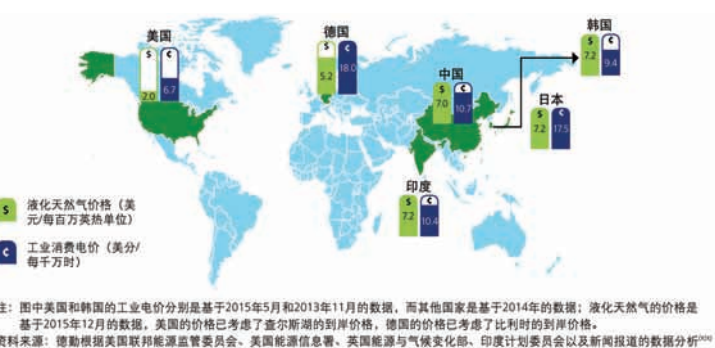 美国
$ ¢
2.0 6.7
德国
$ ¢
5.2 18.0
中国
$ ¢
7.0 10.7
韩国
$ ¢
7.2 9.4
日本
$ ¢
7.2 17.5
印度
$ ¢
7.2 10.4
$ 液化天然气价格（美
元/每百万英热单位）
¢ 工业消费电价（美分/
每千万时）
注：图中美国和韩国的工业电价分别是基于2015年5月和2013年11月的数据，而其他国家是基于2014年的数据；液化天然气的价格是
基于2015年12月的数据，美国的价格已考虑了查尔斯湖的到岸价格，德国的价格已考虑了比利时的到岸价格。
资料来源：德勤根据美国联邦能源监管委员会、美国能源信息署、英国能源与气候变化部、印度计划委员会以及新闻报道的数据分析